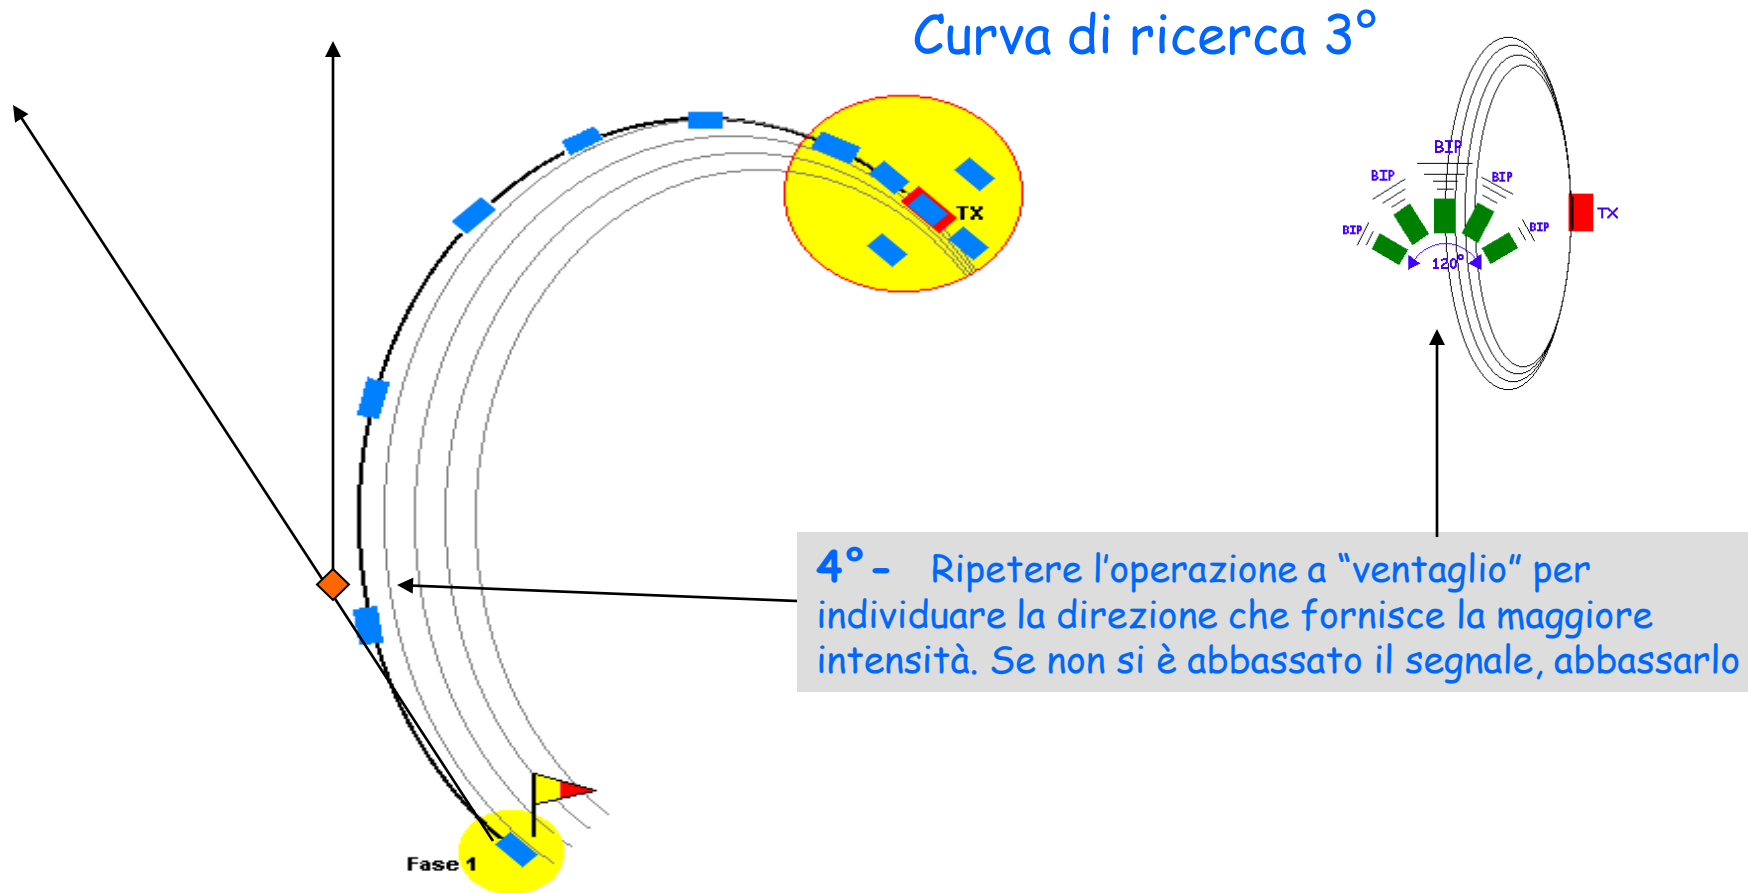 Curva di ricerca 3°
BIP
BIP
BIP
BIP
BIP
120°
TX
TX
4°- Ripetere l’operazione a “ventaglio” per
individuare la direzione che fornisce la maggiore
intensità. Se non si è abbassato il segnale, abbassarlo
Fase 1